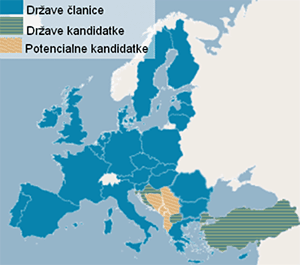 Države članice
Države kandidatke
Potencialne kandidatke